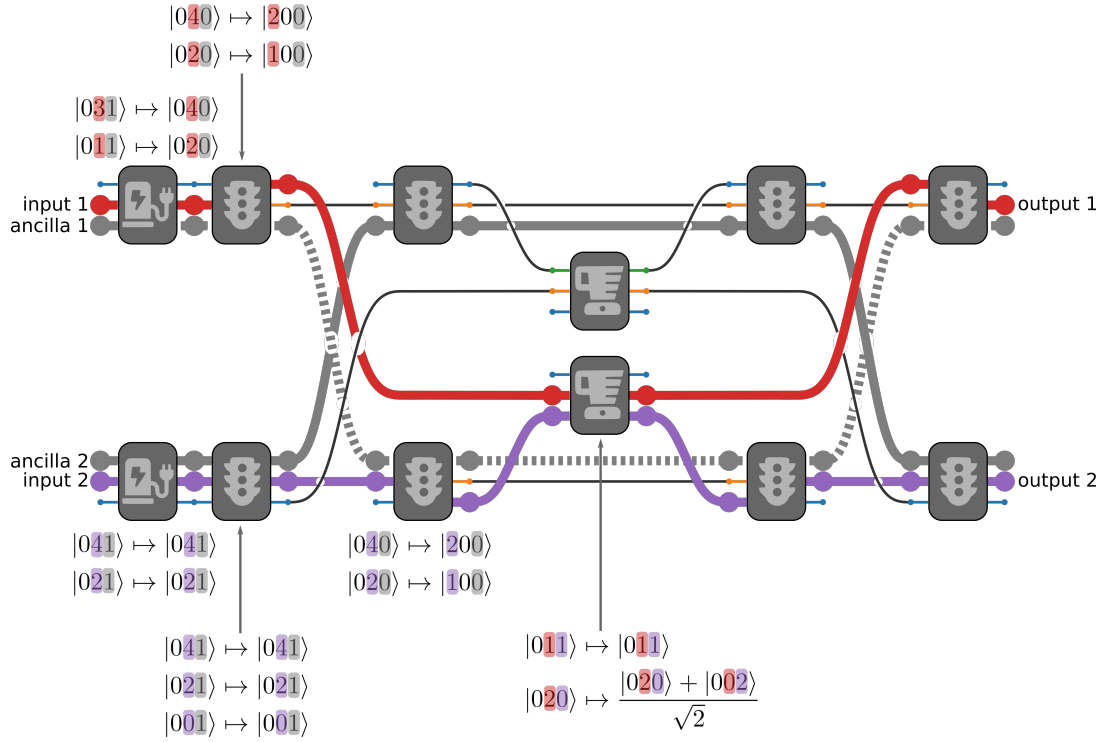 |040⟩ ↦ |200⟩
|020⟩ ↦ |100⟩
|031⟩ ↦ |040⟩
|011⟩ ↦ |020⟩
input 1
ancilla 1
output 1
ancilla 2
input 2
output 2
|041⟩ ↦ |041⟩
|021⟩ ↦ |021⟩
|040⟩ ↦ |200⟩
|020⟩ ↦ |100⟩
|041⟩ ↦ |041⟩
|021⟩ ↦ |021⟩
|001⟩ ↦ |001⟩
|011⟩ ↦ |011⟩
|020⟩ ↦ (|020⟩ + |002⟩)/√2